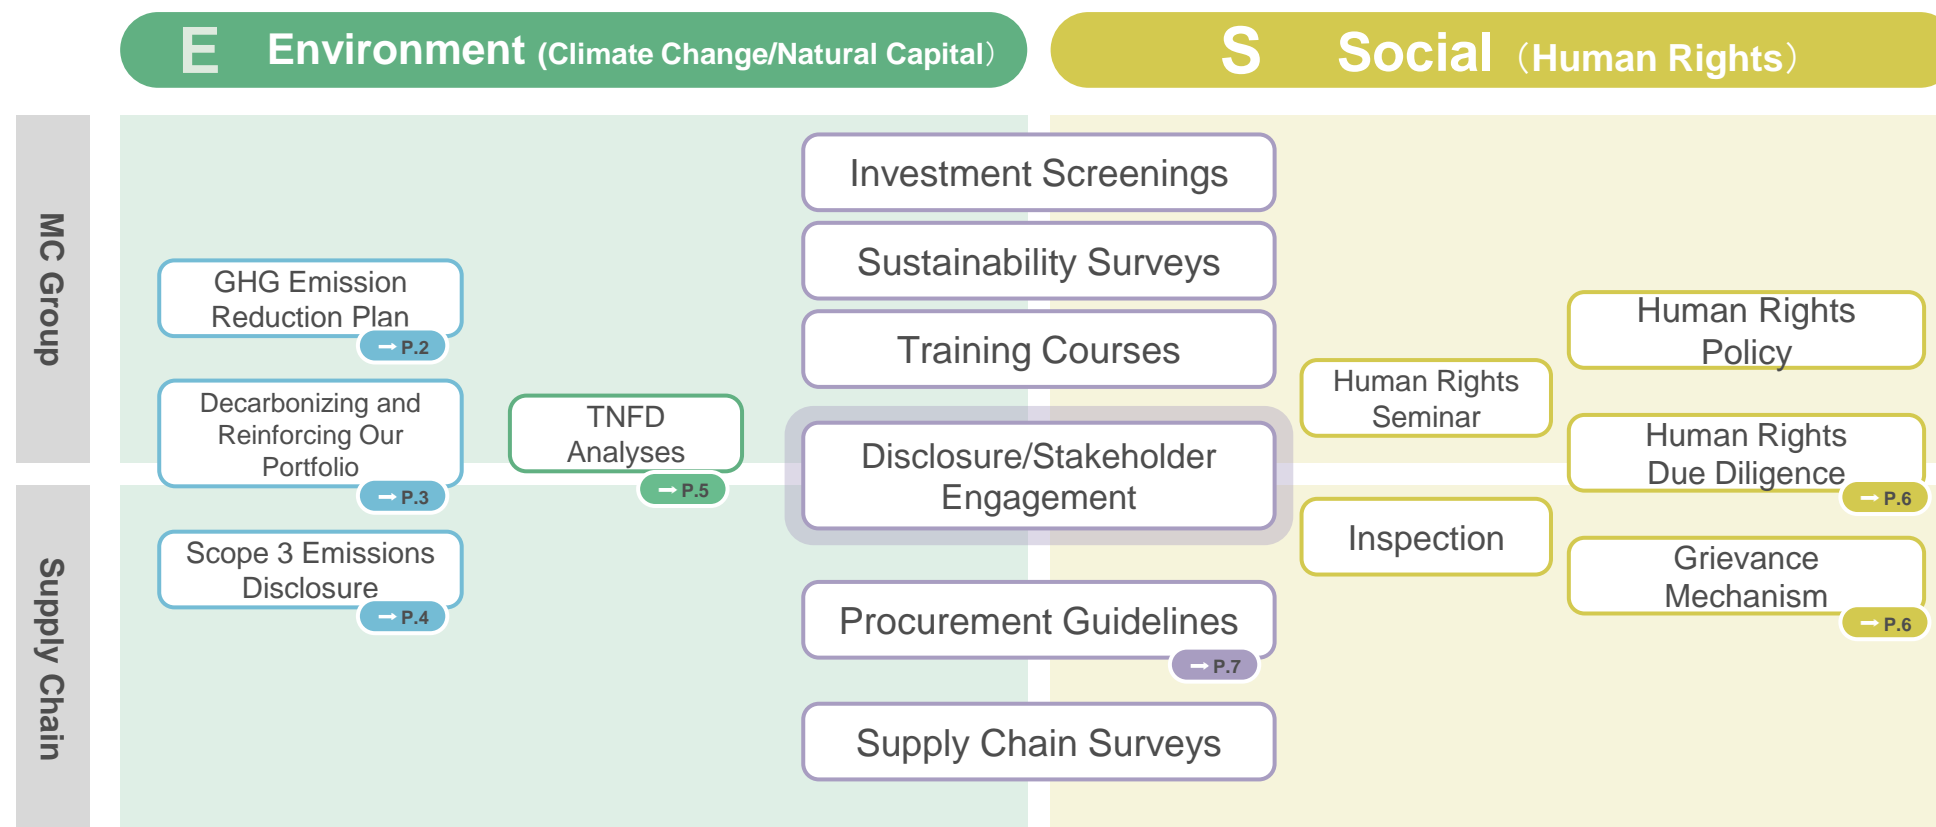 E Environment (Climate Change/Natural Capital）
S Social （Human Rights）
MC Group
Supply Chain
GHG Emission
Reduction Plan
→ P.2
Decarbonizing and
Reinforcing Our
Portfolio
→ P.3
Scope 3 Emissions
Disclosure
→ P.4
TNFD
Analyses
→ P.5
Investment Screenings
Sustainability Surveys
Training Courses
Disclosure/Stakeholder
Engagement
Procurement Guidelines
→ P.7
Supply Chain Surveys
Human Rights
Seminar
Inspection
Human Rights
Policy
Human Rights
Due Diligence
→ P.6
Grievance
Mechanism
→ P.6